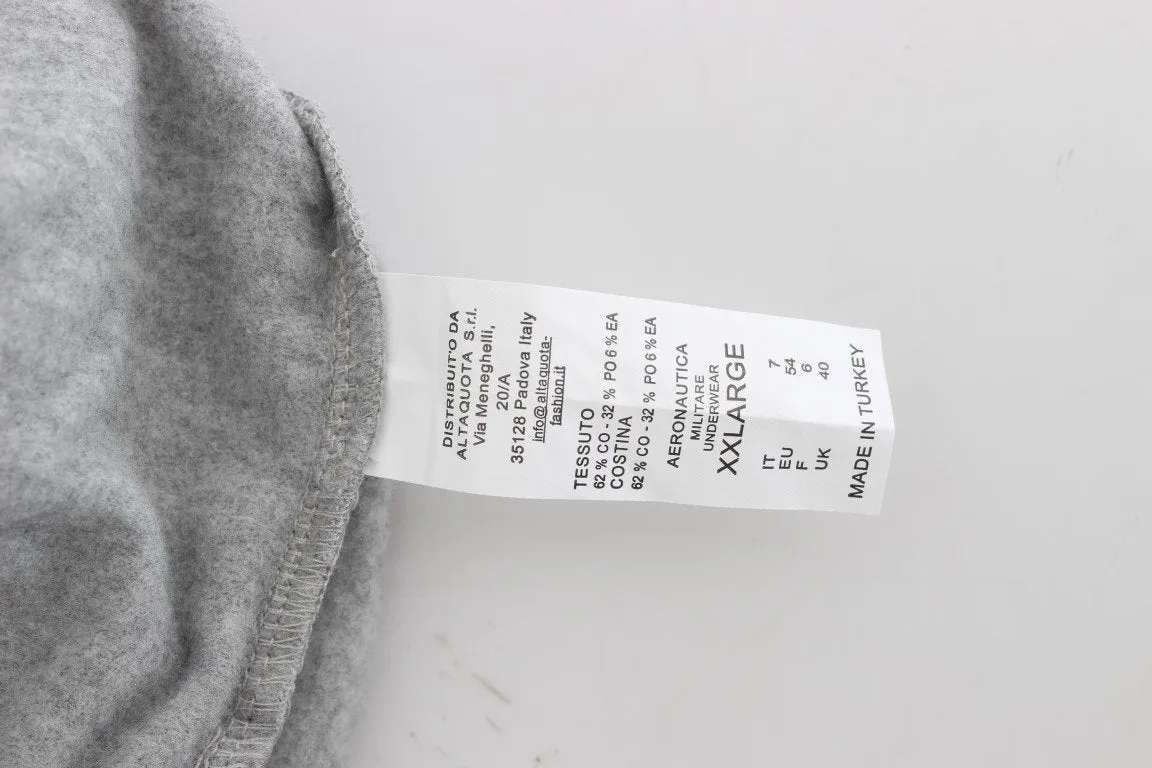 DISTRIBUIT'O DA
ALTAQUOTA S.r.l.
Via Meneghelli,
20/A
35128 Padova Italy
info@altaquota-
fashion.it
TESSUTO
62 % CO - 32 % PO 6 % EA
COSTINA
62 % CO - 32 % PO 6 % EA
AERONAUTICA
MILITARE
UNDERWEAR
XXLARGE
IT 7
EU 54
F 6
UK 40
MADE IN TURKEY